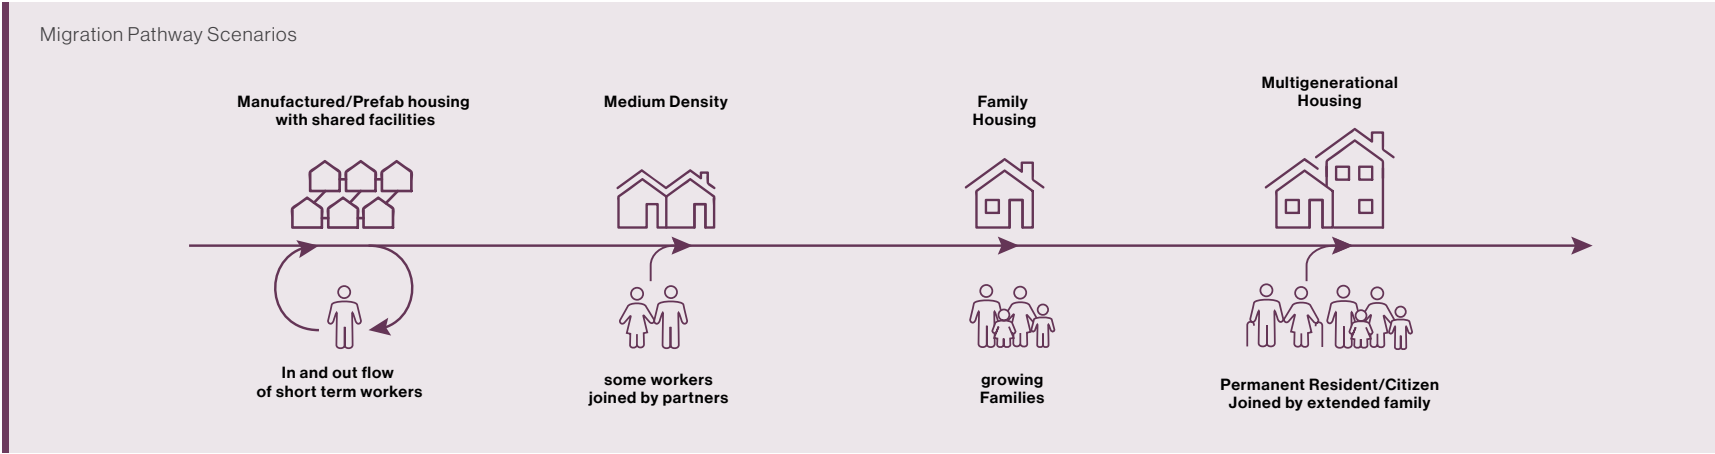 Migration Pathway Scenarios
Manufactured/Prefab housing
with shared facilities
Medium Density
Family
Housing
Multigenerational
Housing
In and out flow
of short term workers
some workers
joined by partners
growing
Families
Permanent Resident/Citizen
Joined by extended family